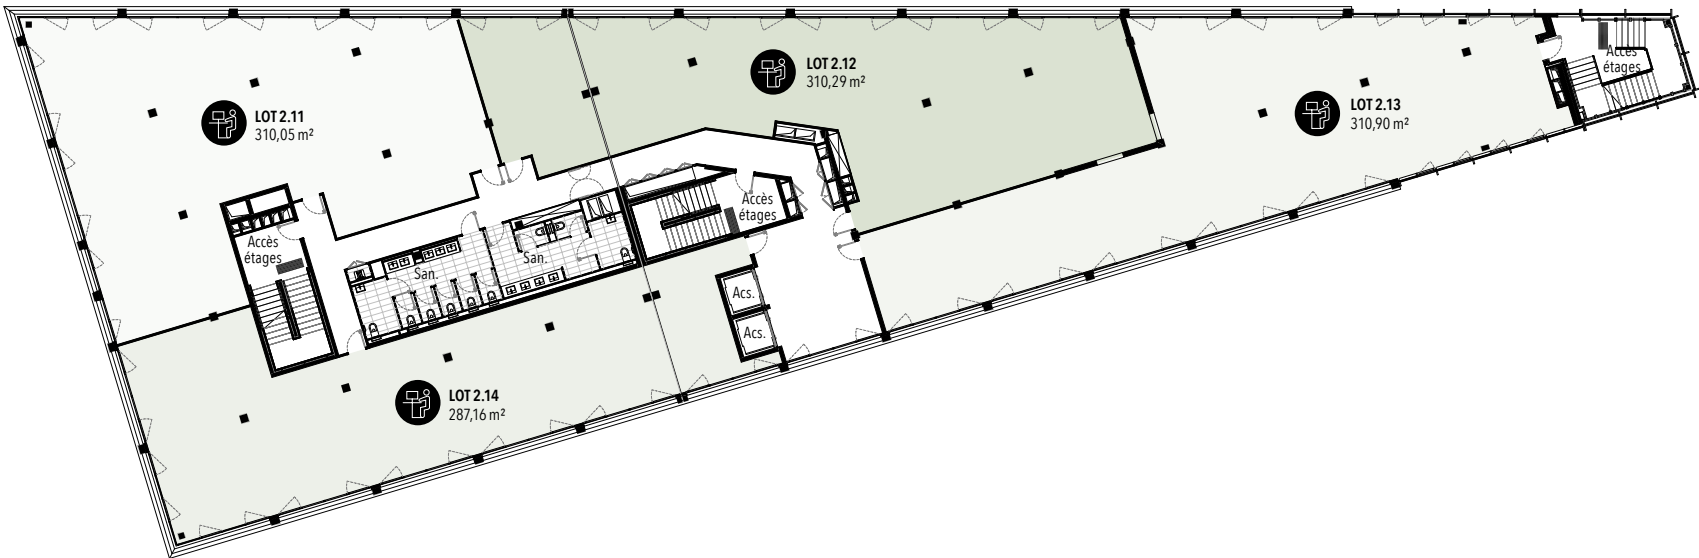 LOT 2.11
310,05 m²
LOT 2.12
310,29 m²
LOT 2.13
310,90 m²
Accès
étages
Accès
étages
Accès
étages
San.
San.
Acs.
Acs.
LOT 2.14
287,16 m²